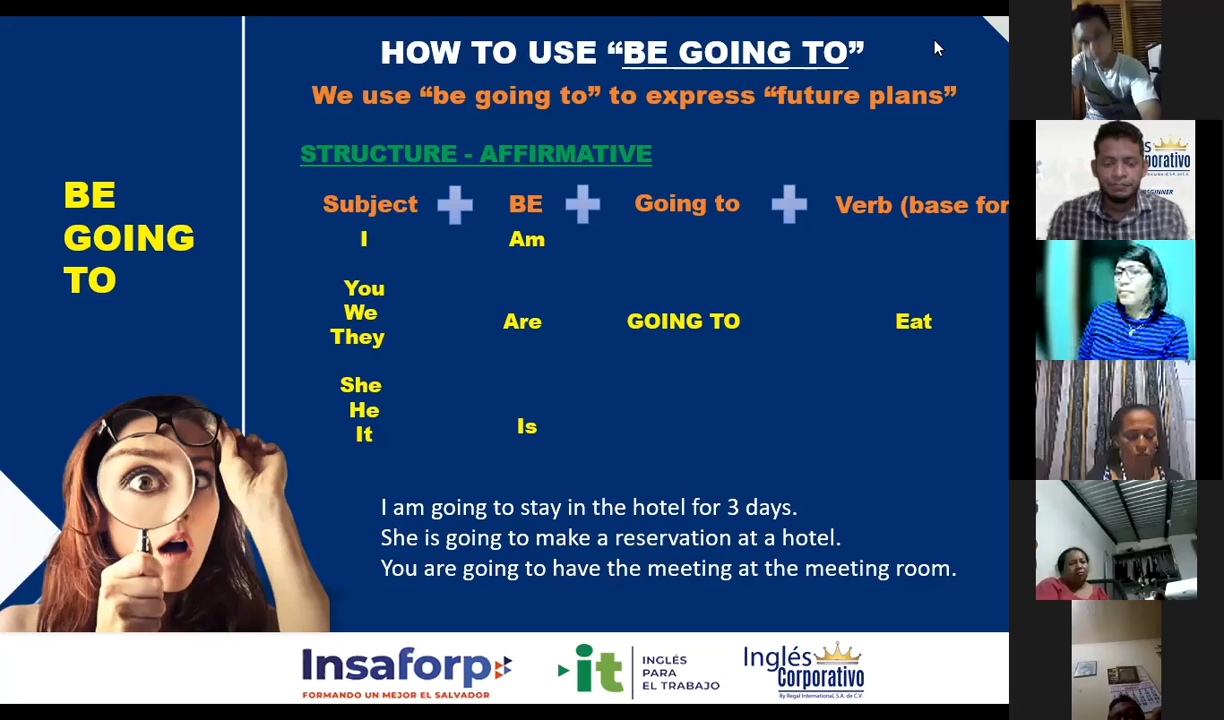 HOW TO USE “BE GOING TO”
We use “be going to” to express “future plans”
STRUCTURE - AFFIRMATIVE
BE
GOING
TO
Subject + BE + Going to + Verb (base for
I Am
You
We
They
Are GOING TO Eat
She
He
It
Is
I am going to stay in the hotel for 3 days.
She is going to make a reservation at a hotel.
You are going to have the meeting at the meeting room.
Insaforp
FORMANDO UN MEJOR EL SALVADOR
it
INGLÉS
PARA
EL TRABAJO
Inglés
Corporativo
By Regal International, S.A. de C.V.